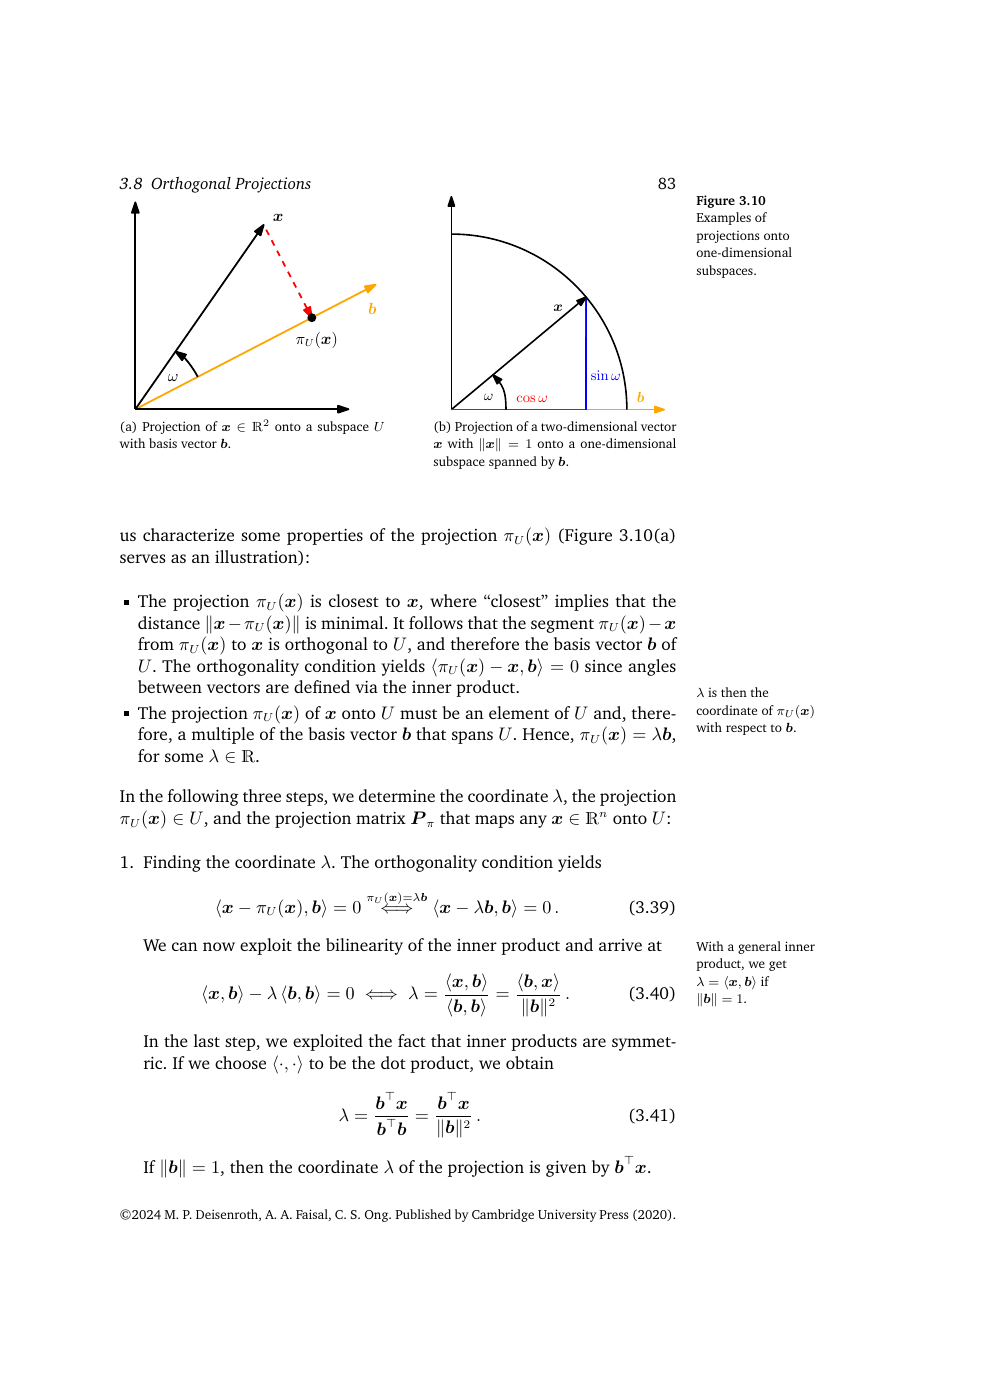 3.8 Orthogonal Projections 83
x
b
π_U(x)
ω
(a) Projection of x ∈ ℝ² onto a subspace U
with basis vector b.
x
sin ω
ω
cos ω
b
(b) Projection of a two-dimensional vector
x with ‖x‖ = 1 onto a one-dimensional
subspace spanned by b.
Figure 3.10
Examples of
projections onto
one-dimensional
subspaces.
us characterize some properties of the projection π_U(x) (Figure 3.10(a)
serves as an illustration):
▪ The projection π_U(x) is closest to x, where “closest” implies that the
distance ‖x − π_U(x)‖ is minimal. It follows that the segment π_U(x) − x
from π_U(x) to x is orthogonal to U, and therefore the basis vector b of
U. The orthogonality condition yields ⟨π_U(x) − x, b⟩ = 0 since angles
between vectors are defined via the inner product.
▪ The projection π_U(x) of x onto U must be an element of U and, there-
fore, a multiple of the basis vector b that spans U. Hence, π_U(x) = λb,
for some λ ∈ ℝ.
λ is then the
coordinate of π_U(x)
with respect to b.
In the following three steps, we determine the coordinate λ, the projection
π_U(x) ∈ U, and the projection matrix P_π that maps any x ∈ ℝⁿ onto U:
1. Finding the coordinate λ. The orthogonality condition yields
⟨x − π_U(x), b⟩ = 0 π_U(x)=λb ⟺ ⟨x − λb, b⟩ = 0 . (3.39)
We can now exploit the bilinearity of the inner product and arrive at
⟨x, b⟩ − λ ⟨b, b⟩ = 0 ⟺ λ = ⟨x, b⟩ / ⟨b, b⟩ = ⟨b, x⟩ / ‖b‖² . (3.40)
With a general inner
product, we get
λ = ⟨x, b⟩ if
‖b‖ = 1.
In the last step, we exploited the fact that inner products are symmet-
ric. If we choose ⟨·, ·⟩ to be the dot product, we obtain
λ = b⊤x / b⊤b = b⊤x / ‖b‖² . (3.41)
If ‖b‖ = 1, then the coordinate λ of the projection is given by b⊤x.
©2024 M. P. Deisenroth, A. A. Faisal, C. S. Ong. Published by Cambridge University Press (2020).